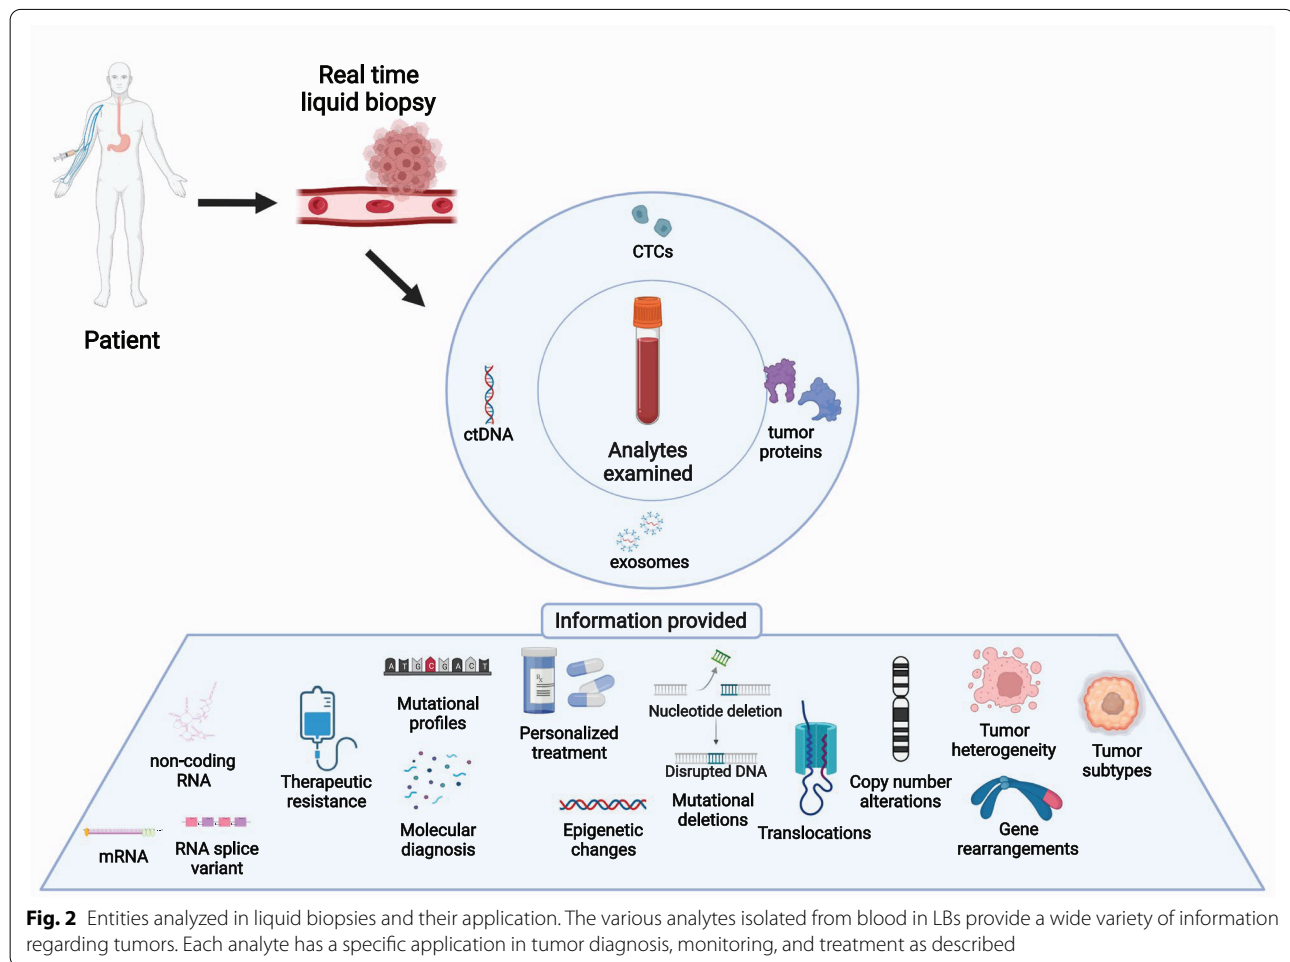 Real time
liquid biopsy
Patient
CTCs
ctDNA
tumor
proteins
Analytes
examined
exosomes
Information provided
non-coding
RNA
mRNA
RNA splice
variant
Therapeutic
resistance
A T G C G A C T
Mutational
profiles
Molecular
diagnosis
Rx
Personalized
treatment
Epigenetic
changes
Nucleotide deletion
Disrupted DNA
Mutational
deletions
Translocations
Copy number
alterations
Tumor
heterogeneity
Gene
rearrangements
Tumor
subtypes
Fig. 2 Entities analyzed in liquid biopsies and their application. The various analytes isolated from blood in LBs provide a wide variety of information
regarding tumors. Each analyte has a specific application in tumor diagnosis, monitoring, and treatment as described